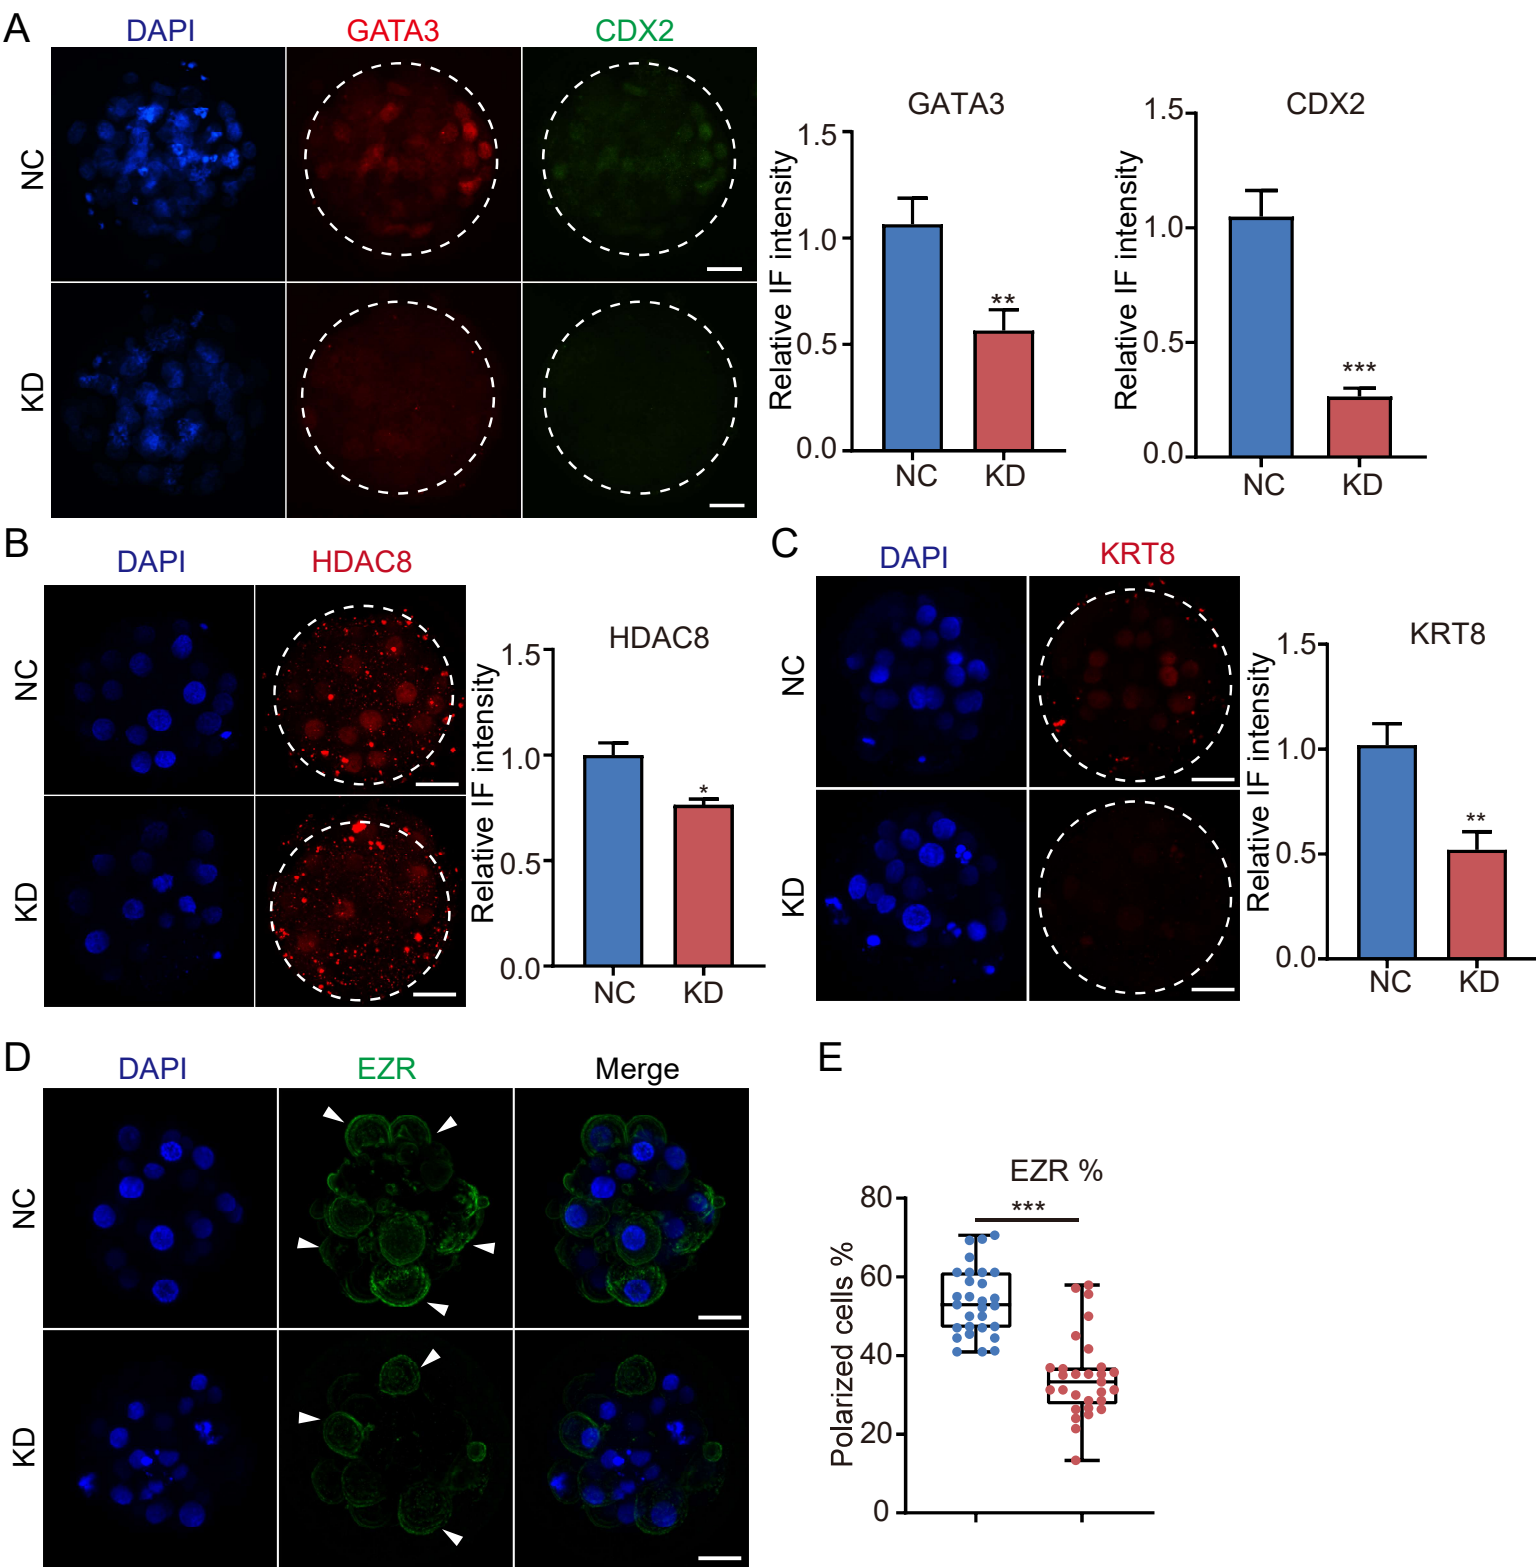 A
DAPI
GATA3
CDX2
NC
KD
GATA3
Relative IF intensity
1.5
1.0
0.5
0.0
**
NC
KD
CDX2
Relative IF intensity
1.5
1.0
0.5
0.0
***
NC
KD
B
DAPI
HDAC8
NC
KD
HDAC8
Relative IF intensity
1.5
1.0
0.5
0.0
*
NC
KD
C
DAPI
KRT8
NC
KD
KRT8
Relative IF intensity
1.5
1.0
0.5
0.0
**
NC
KD
D
DAPI
EZR
Merge
NC
KD
E
EZR %
***
Polarized cells %
80
60
40
20
0